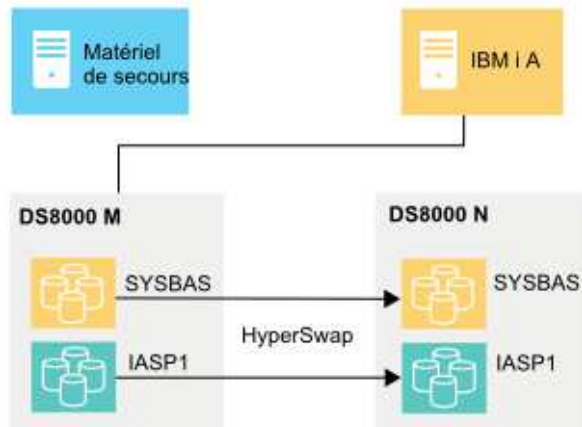 Matériel
de secours
IBM i A
DS8000 M
DS8000 N
SYSBAS
SYSBAS
HyperSwap
IASP1
IASP1